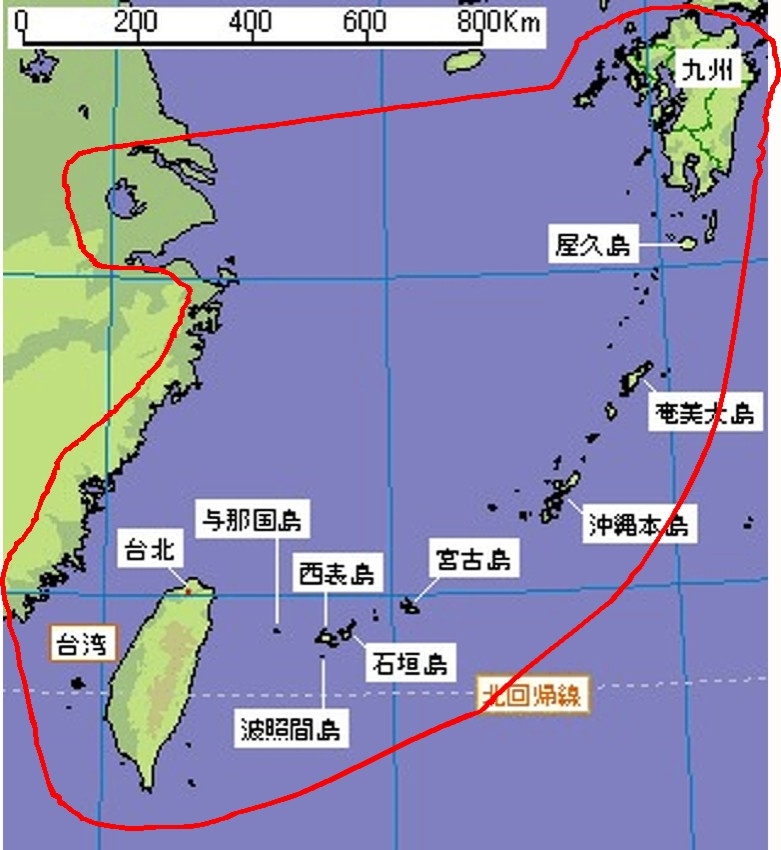 0 200 400 600 800Km
九州
屋久島
奄美大島
沖縄本島
与那国島
台北
西表島
宮古島
台湾
石垣島
北回帰線
波照間島